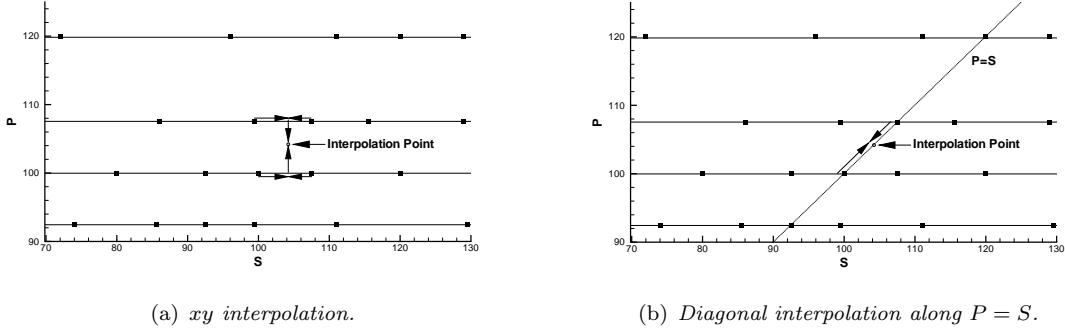 120
110
P
Interpolation Point
100
90
70
80
90
100
110
120
130
S
(a) xy interpolation.
120
P=S
110
P
Interpolation Point
100
90
70
80
90
100
110
120
130
S
(b) Diagonal interpolation along P = S.